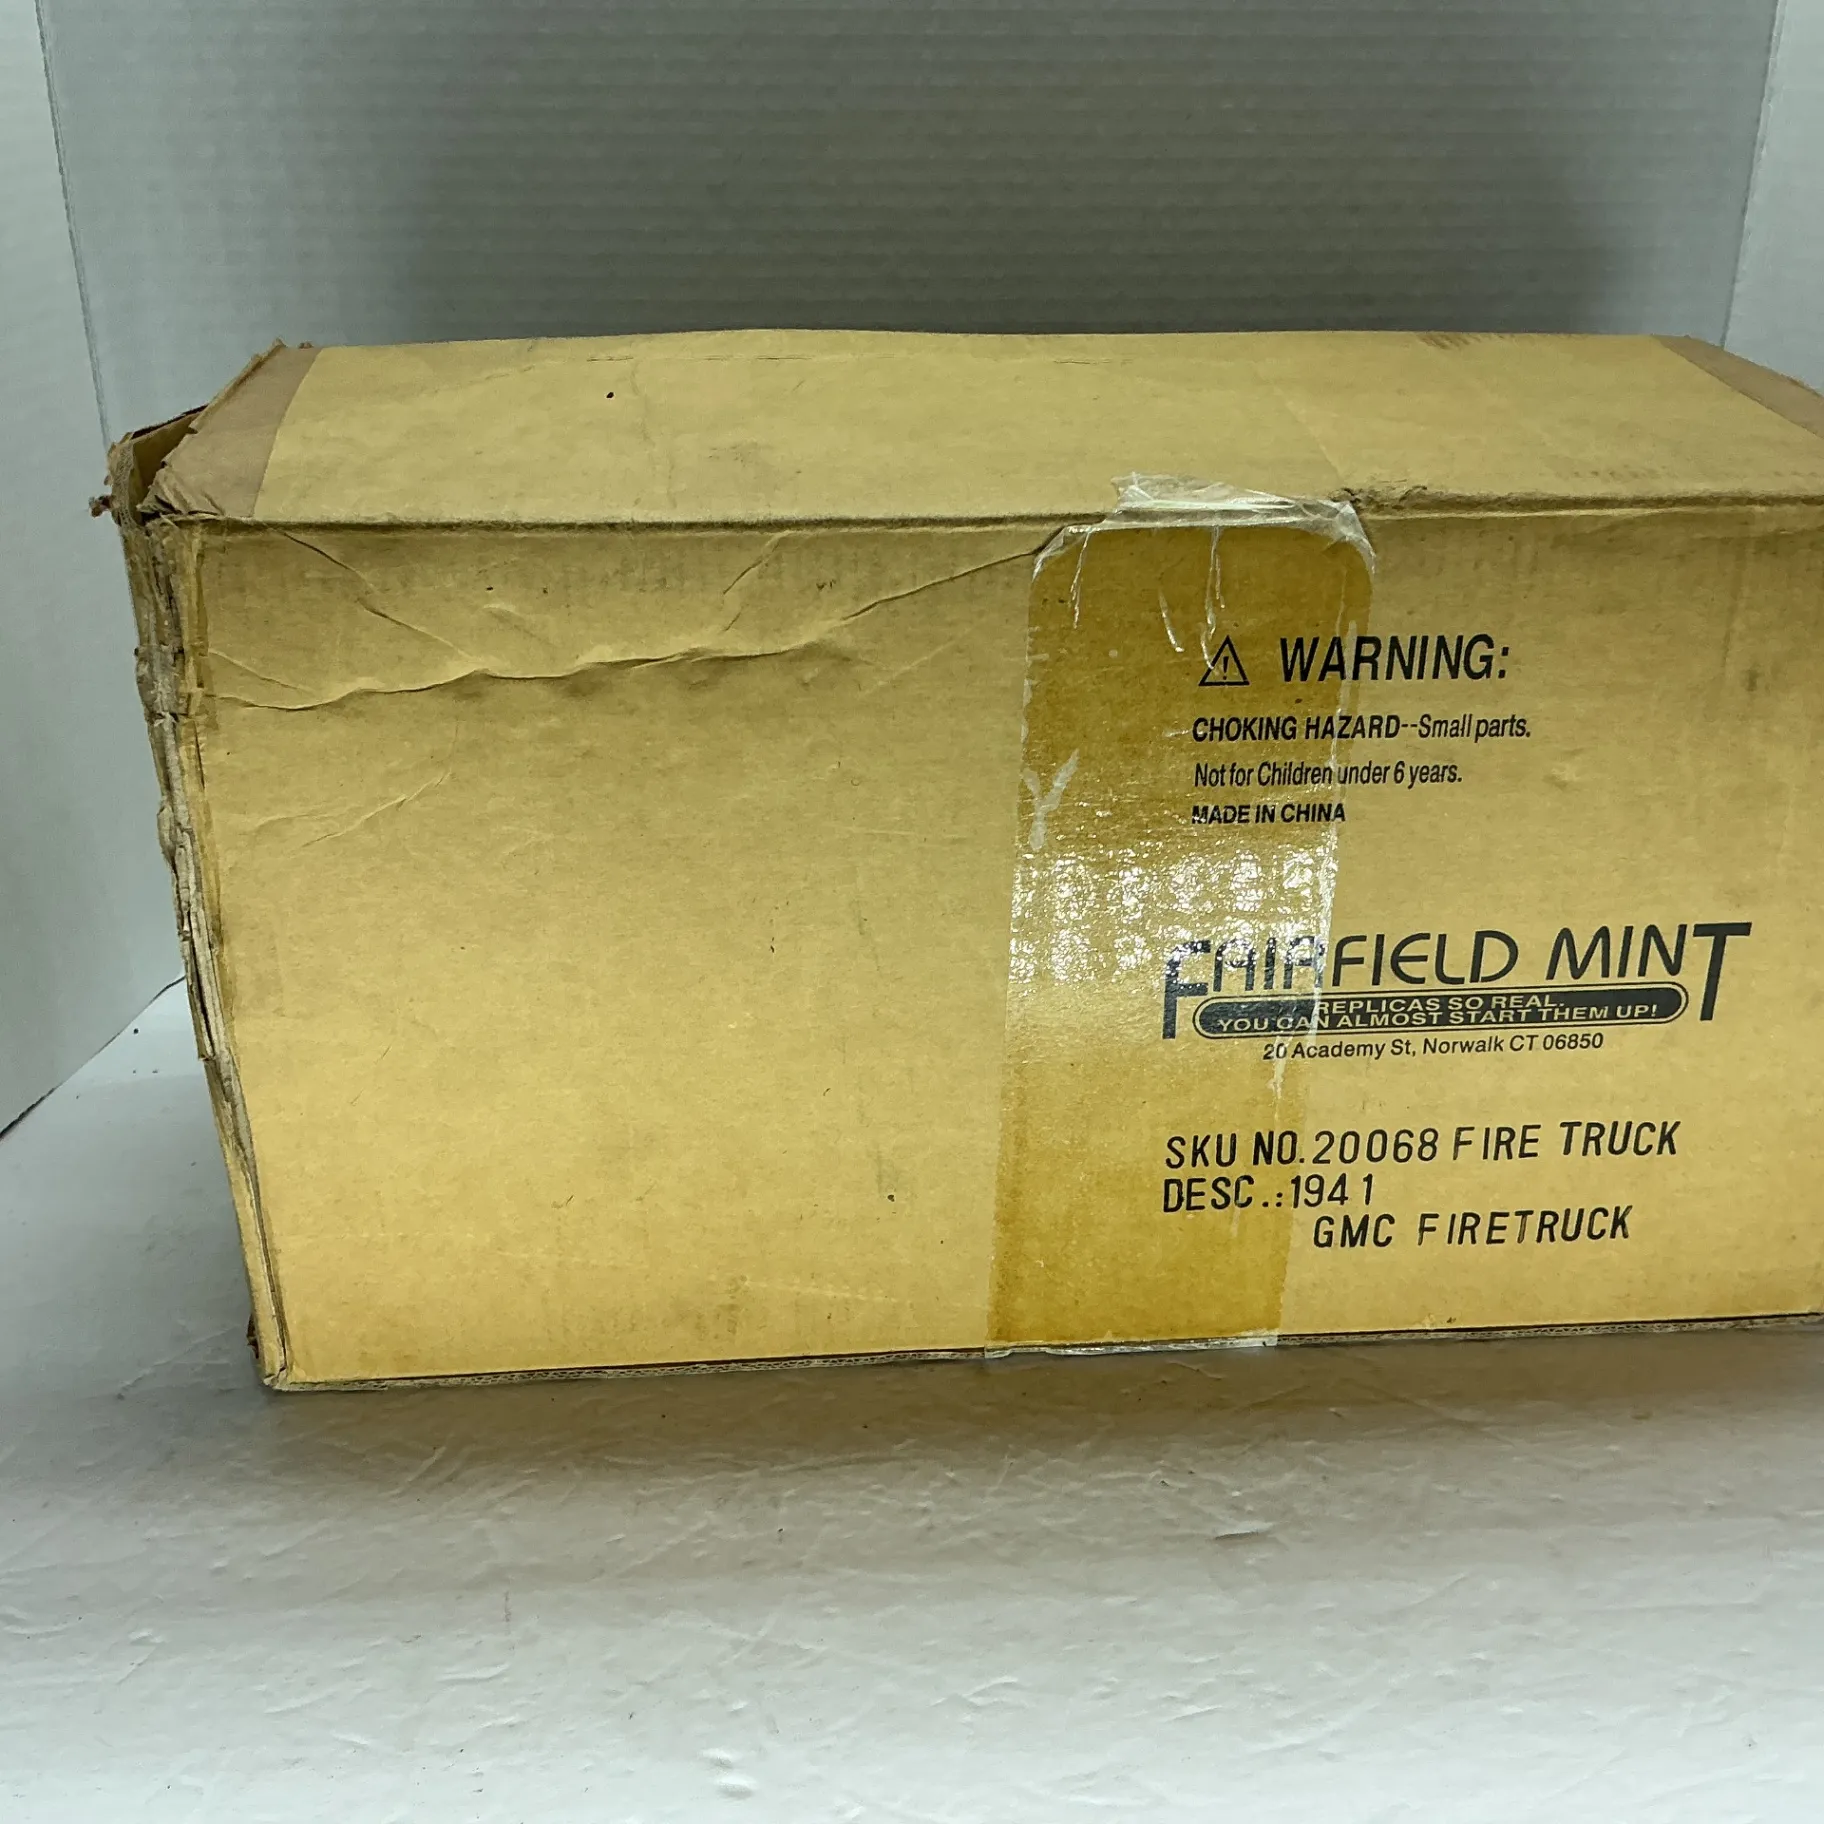 ⚠ WARNING:
CHOKING HAZARD--Small parts.
Not for Children under 6 years.
MADE IN CHINA
FAIRFIELD MINT
REPLICAS SO REAL.
YOU CAN ALMOST START THEM UP!
20 Academy St, Norwalk CT 06850
SKU NO.20068 FIRE TRUCK
DESC.:1941
GMC FIRETRUCK